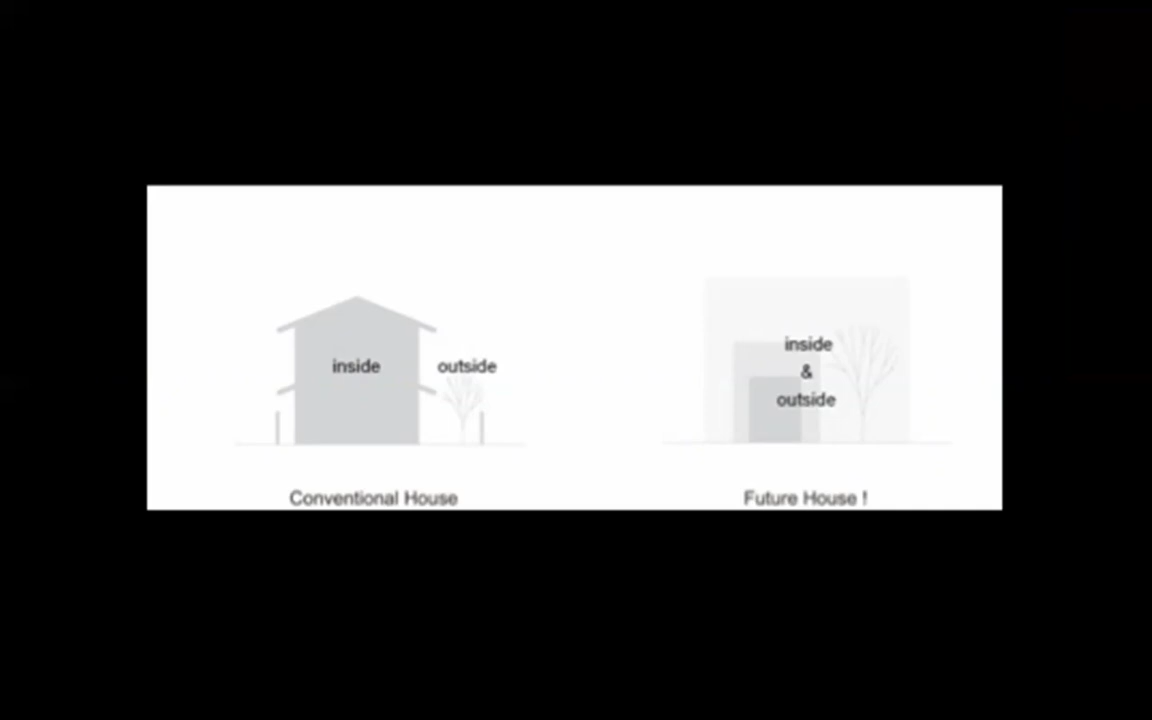 inside
outside
Conventional House
inside
&
outside
Future House !